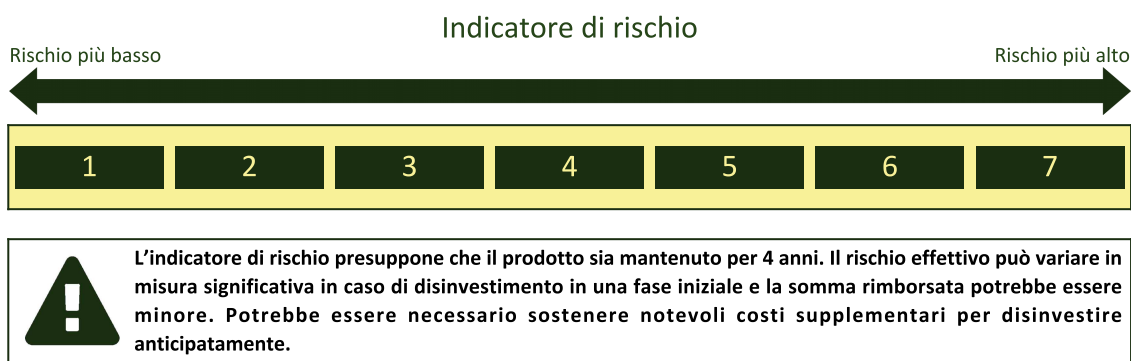 Indicatore di rischio
Rischio più basso
Rischio più alto
1 2 3 4 5 6 7
L'indicatore di rischio presuppone che il prodotto sia mantenuto per 4 anni. Il rischio effettivo può variare in
misura significativa in caso di disinvestimento in una fase iniziale e la somma rimborsata potrebbe essere
minore. Potrebbe essere necessario sostenere notevoli costi supplementari per disinvestire
anticipatamente.